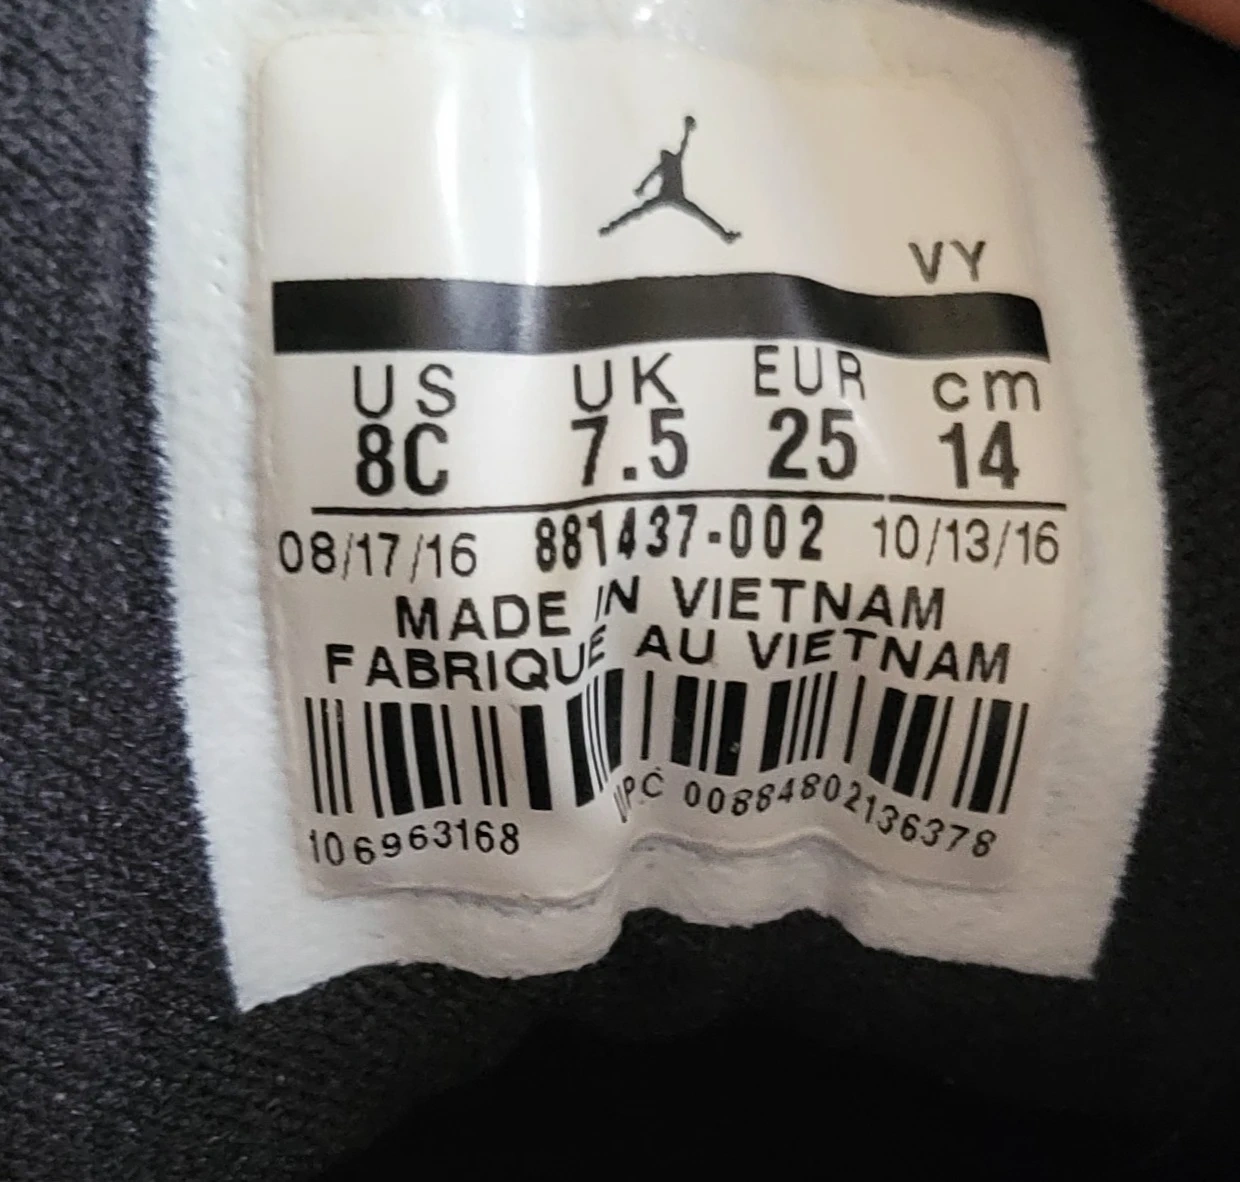 VY
US UK EUR cm
8C 7.5 25 14
08/17/16 881437-002 10/13/16
MADE IN VIETNAM
FABRIQUE AU VIETNAM
106963168 UPC 00884802136378